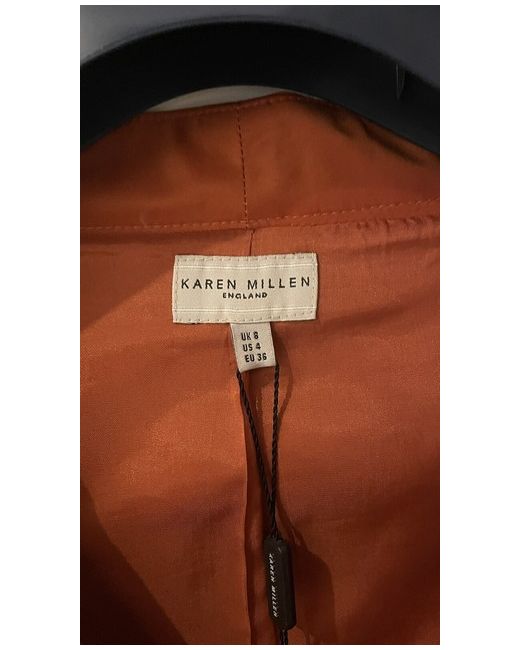 KAREN MILLEN
ENGLAND
UK 8
US 4
EU 36
KAREN MILLEN